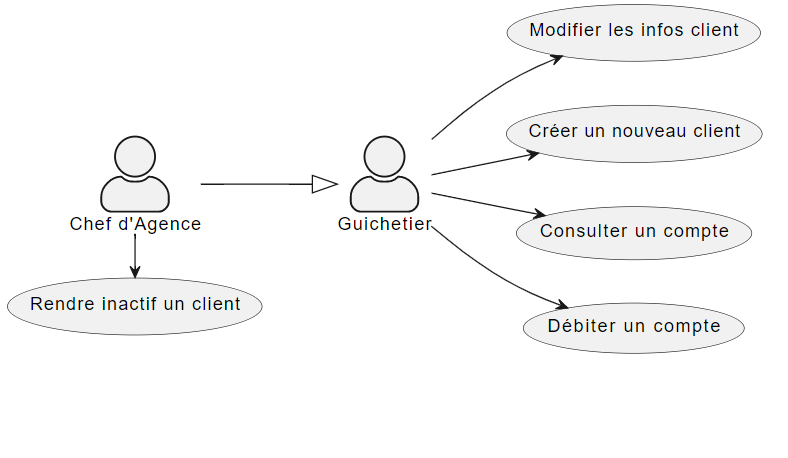 Modifier les infos client
Créer un nouveau client
Chef d'Agence
Guichetier
Consulter un compte
Rendre inactif un client
Débiter un compte